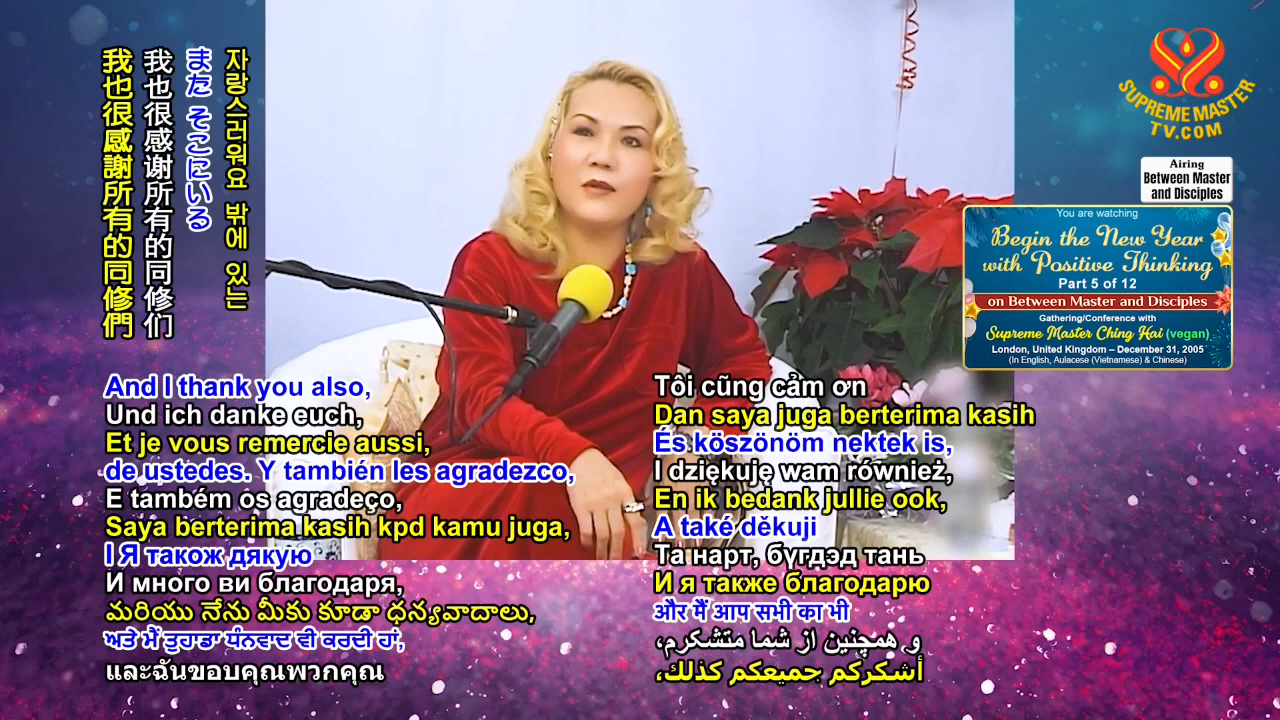 我也很感謝所有的同修們
我也很感谢所有的同修们
また そこにいる
자랑스러워요 밖에 있는
SUPREME MASTER
TV.COM
Airing
Between Master
and Disciples
You are watching
Begin the New Year
with Positive Thinking
Part 5 of 12
on Between Master and Disciples
Gathering/Conference with
Supreme Master Ching Hai (vegan)
London, United Kingdom – December 31, 2005
(In English, Aulacese (Vietnamese) & Chinese)
And I thank you also,
Und ich danke euch,
Et je vous remercie aussi,
de ustedes. Y también les agradezco,
E também os agradeço,
Saya berterima kasih kpd kamu juga,
І Я також дякую
И много ви благодаря,
మరియు నేను మీకు కూడా ధన్యవాదాలు,
ਅਤੇ ਮੈਂ ਤੁਹਾਡਾ ਧੰਨਵਾਦ ਵੀ ਕਰਦੀ ਹਾਂ,
และฉันขอบคุณพวกคุณ
Tôi cũng cảm ơn
Dan saya juga berterima kasih
És köszönöm nektek is,
I dziękuję wam również,
En ik bedank jullie ook,
A také děkuji
Та нарт, бүгдэд тань
И я также благодарю
और मैं आप सभी का भी
و همچنین از شما متشکرم،
أشكركم جميعكم كذلك،